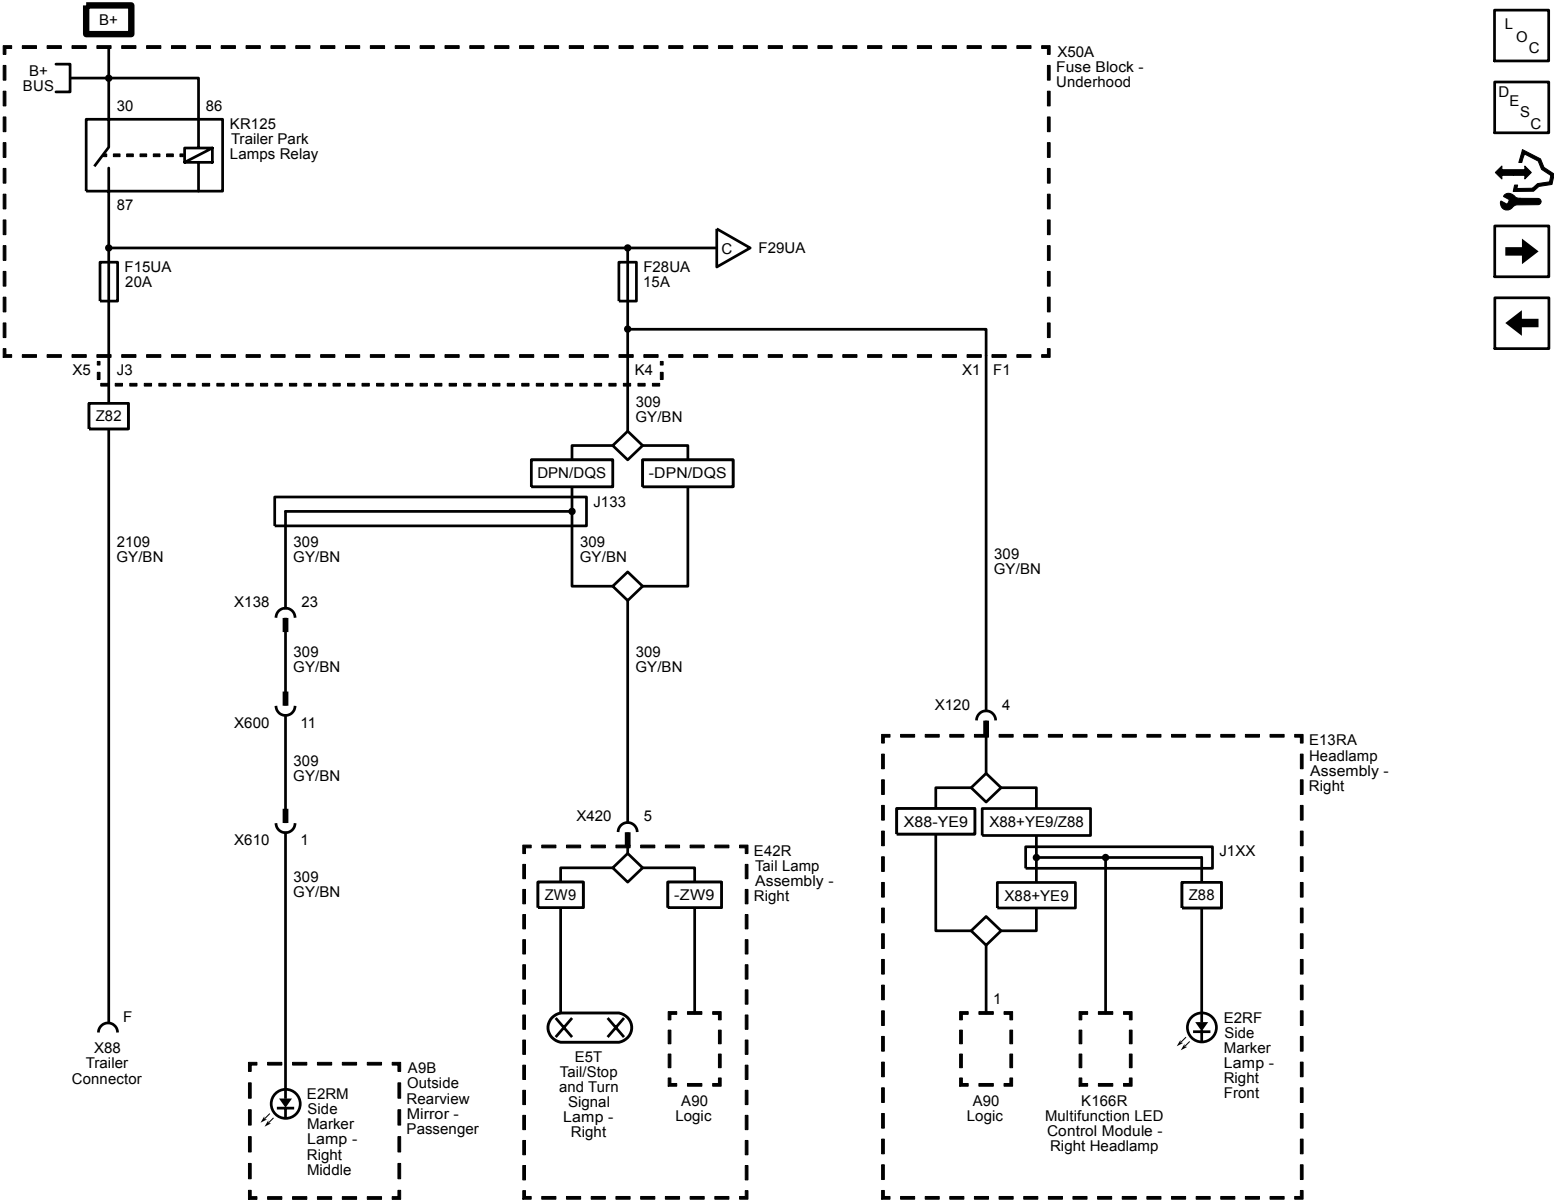 B+
L
O
C
X50A
Fuse Block -
Underhood
B+
BUS
D
E
S
C
30
86
KR125
Trailer Park
Lamps Relay
87
C
F29UA
F15UA
20A
F28UA
15A
X5
J3
K4
X1
F1
Z82
309
GY/BN
DPN/DQS
-DPN/DQS
J133
2109
GY/BN
309
GY/BN
309
GY/BN
309
GY/BN
X138
23
309
GY/BN
309
GY/BN
X600
11
X120
4
309
GY/BN
E13RA
Headlamp
Assembly -
Right
X610
1
X420
5
X88-YE9
X88+YE9/Z88
E42R
Tail Lamp
Assembly -
Right
J1XX
309
GY/BN
ZW9
-ZW9
X88+YE9
Z88
1
F
X88
Trailer
Connector
E2RM
Side
Marker
Lamp -
Right
Middle
A9B
Outside
Rearview
Mirror -
Passenger
E5T
Tail/Stop
and Turn
Signal
Lamp -
Right
A90
Logic
A90
Logic
K166R
Multifunction LED
Control Module -
Right Headlamp
E2RF
Side
Marker
Lamp -
Right
Front